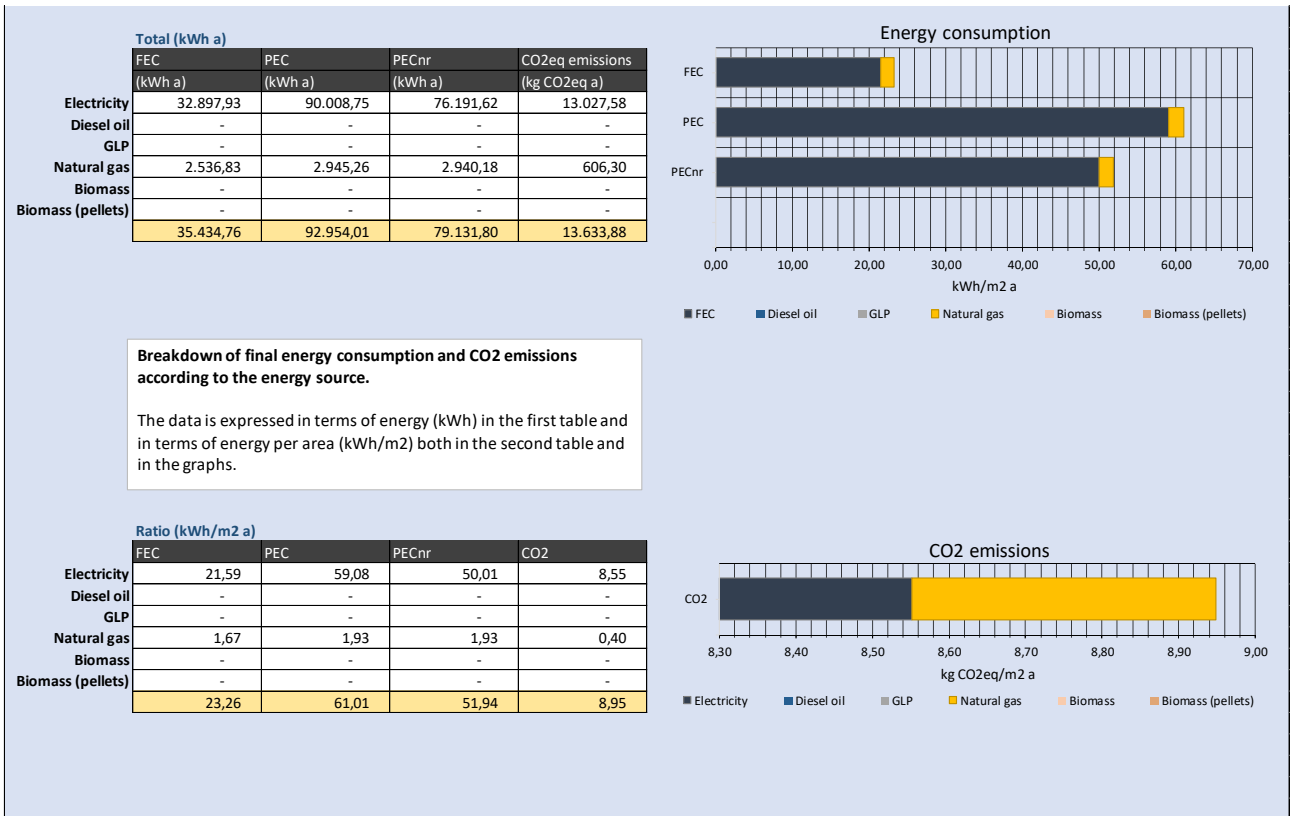 Total (kWh a)
FEC PEC PECnr CO2eq emissions
(kWh a) (kWh a) (kWh a) (kg CO2eq a)
Electricity 32.897,93 90.008,75 76.191,62 13.027,58
Diesel oil - - - -
GLP - - - -
Natural gas 2.536,83 2.945,26 2.940,18 606,30
Biomass - - - -
Biomass (pellets) - - - -
35.434,76 92.954,01 79.131,80 13.633,88
Energy consumption
FEC
PEC
PECnr
0,00 10,00 20,00 30,00 40,00 50,00 60,00 70,00
kWh/m2 a
FEC Diesel oil GLP Natural gas Biomass Biomass (pellets)
Breakdown of final energy consumption and CO2 emissions
according to the energy source.
The data is expressed in terms of energy (kWh) in the first table and
in terms of energy per area (kWh/m2) both in the second table and
in the graphs.
Ratio (kWh/m2 a)
FEC PEC PECnr CO2
Electricity 21,59 59,08 50,01 8,55
Diesel oil - - - -
GLP - - - -
Natural gas 1,67 1,93 1,93 0,40
Biomass - - - -
Biomass (pellets) - - - -
23,26 61,01 51,94 8,95
CO2 emissions
CO2
8,30 8,40 8,50 8,60 8,70 8,80 8,90 9,00
kg CO2eq/m2 a
Electricity Diesel oil GLP Natural gas Biomass Biomass (pellets)